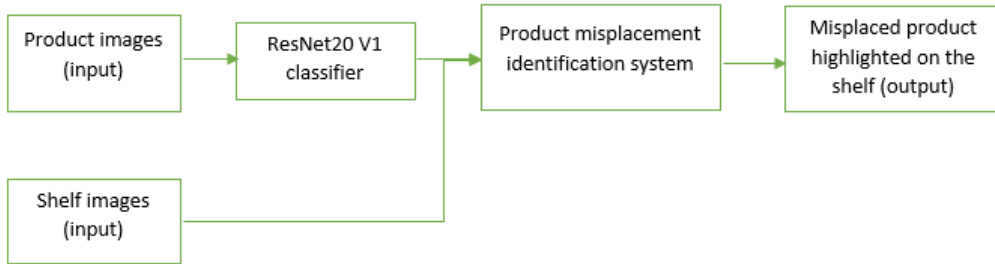 Product images
(input)
ResNet20 V1
classifier
Product misplacement
identification system
Misplaced product
highlighted on the
shelf (output)
Shelf images
(input)